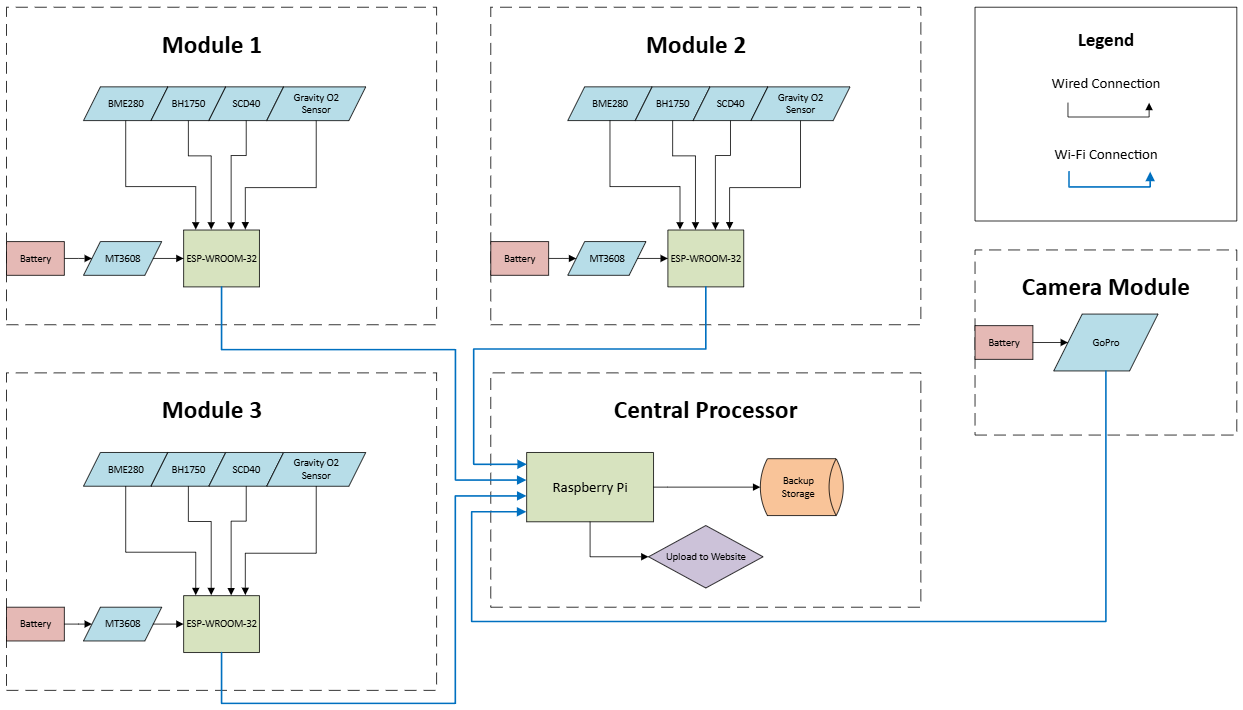 Module 1
BME280
BH1750
SCD40
Gravity O2
Sensor
Battery
MT3608
ESP-WROOM-32
Module 2
BME280
BH1750
SCD40
Gravity O2
Sensor
Battery
MT3608
ESP-WROOM-32
Legend
Wired Connection
Wi-Fi Connection
Camera Module
Battery
GoPro
Module 3
BME280
BH1750
SCD40
Gravity O2
Sensor
Battery
MT3608
ESP-WROOM-32
Central Processor
Raspberry Pi
Backup
Storage
Upload to Website